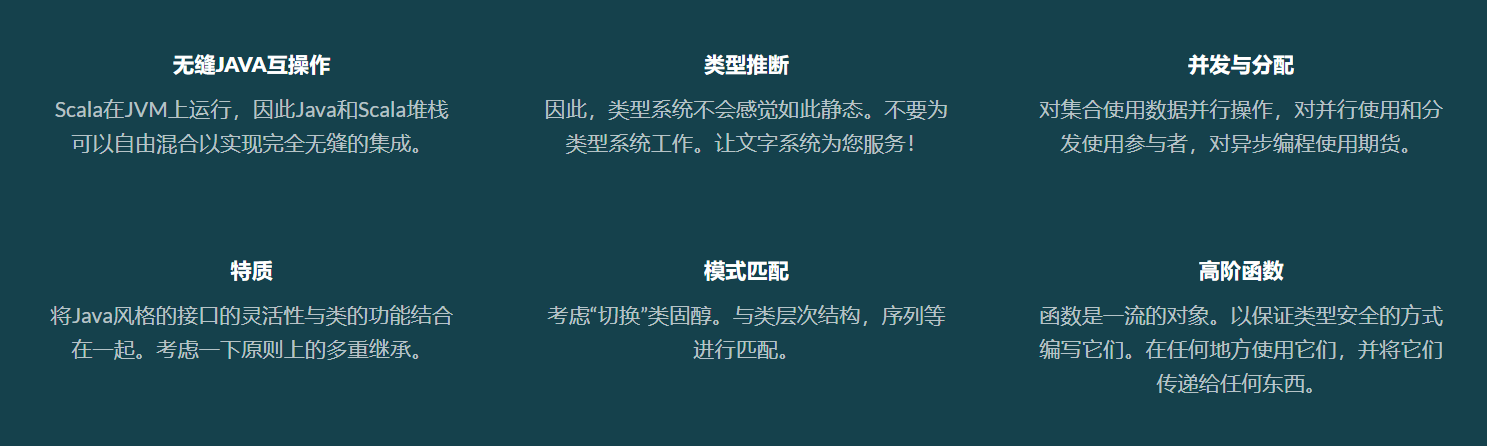 无缝JAVA互操作
Scala在JVM上运行，因此Java和Scala堆栈
可以自由混合以实现完全无缝的集成。
类型推断
因此，类型系统不会感觉如此静态。不要为
类型系统工作。让文字系统为您服务！
并发与分配
对集合使用数据并行操作，对并行使用和分
发使用参与者，对异步编程使用期货。
特质
将Java风格的接口的灵活性与类的功能结合
在一起。考虑一下原则上的多重继承。
模式匹配
考虑“切换”类固醇。与类层次结构，序列等
进行匹配。
高阶函数
函数是一流的对象。以保证类型安全的方式
编写它们。在任何地方使用它们，并将它们
传递给任何东西。